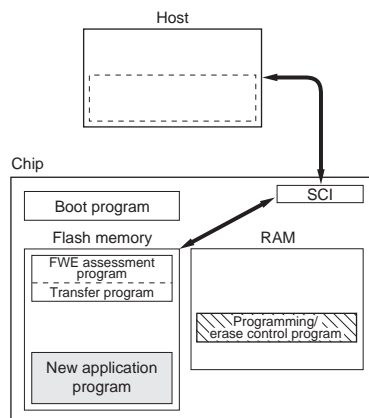 Host
Chip
SCI
Boot program
Flash memory
RAM
FWE assessment
program
Transfer program
Programming/
erase control program
New application
program